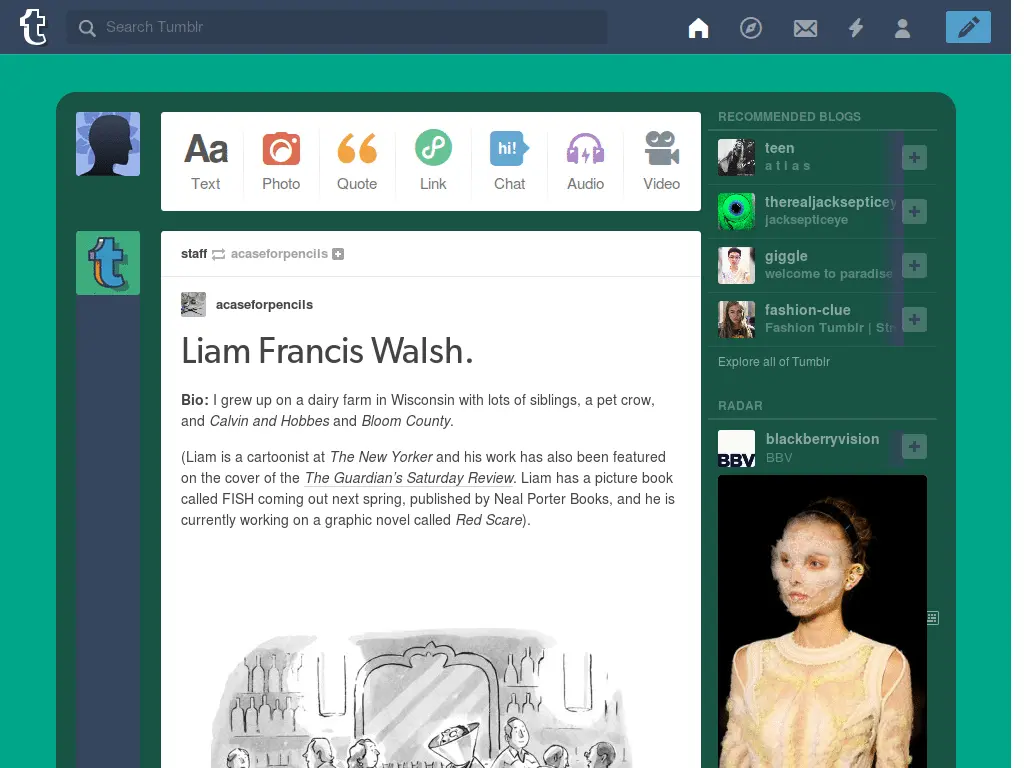 t
Search Tumblr
Aa
hi!
Text
Photo
Quote
Link
Chat
Audio
Video
t
staff acaseforpencils
acaseforpencils
Liam Francis Walsh.
Bio: I grew up on a dairy farm in Wisconsin with lots of siblings, a pet crow,
and Calvin and Hobbes and Bloom County.
(Liam is a cartoonist at The New Yorker and his work has also been featured
on the cover of the The Guardian’s Saturday Review. Liam has a picture book
called FISH coming out next spring, published by Neal Porter Books, and he is
currently working on a graphic novel called Red Scare).
RECOMMENDED BLOGS
teen
a t l a s
therealjacksepticey
jacksepticeye
giggle
welcome to paradise
fashion-clue
Fashion Tumblr | Str
Explore all of Tumblr
RADAR
BBV
blackberryvision
BBV